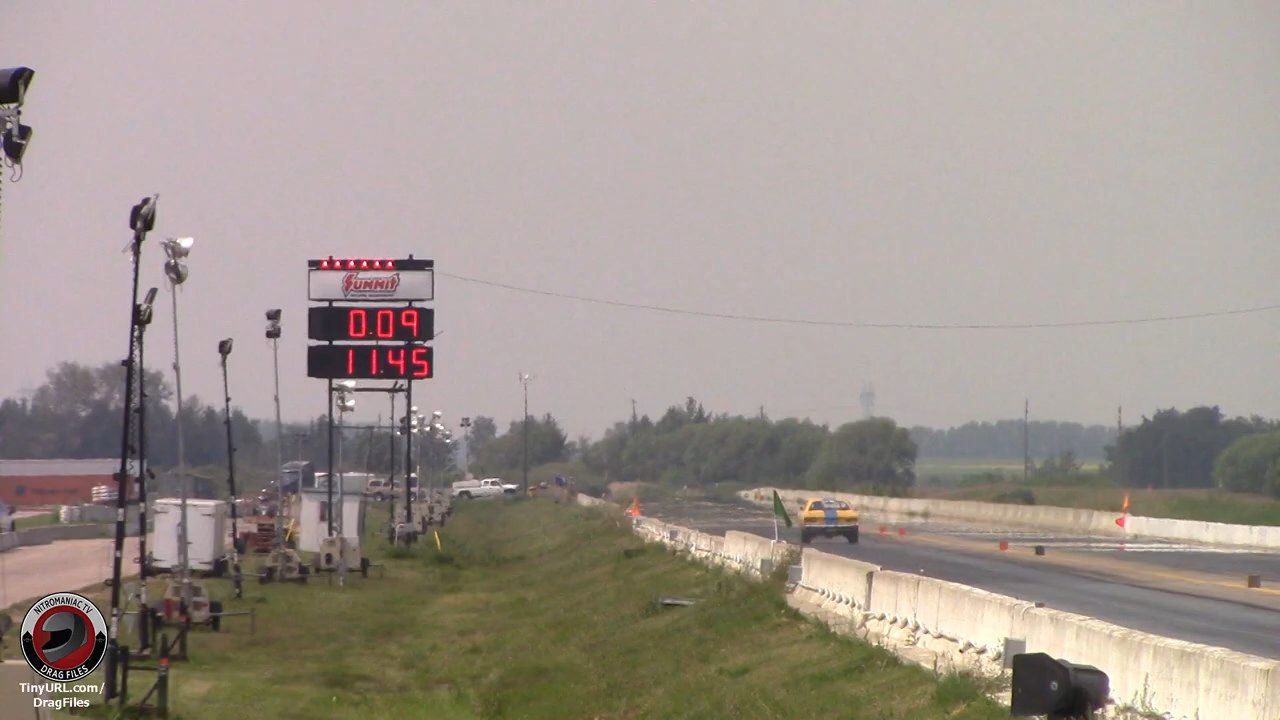 SUMMIT
0.09
11.45
NITROMANIAC TV
DRAG FILES
TinyURL.com/
DragFiles